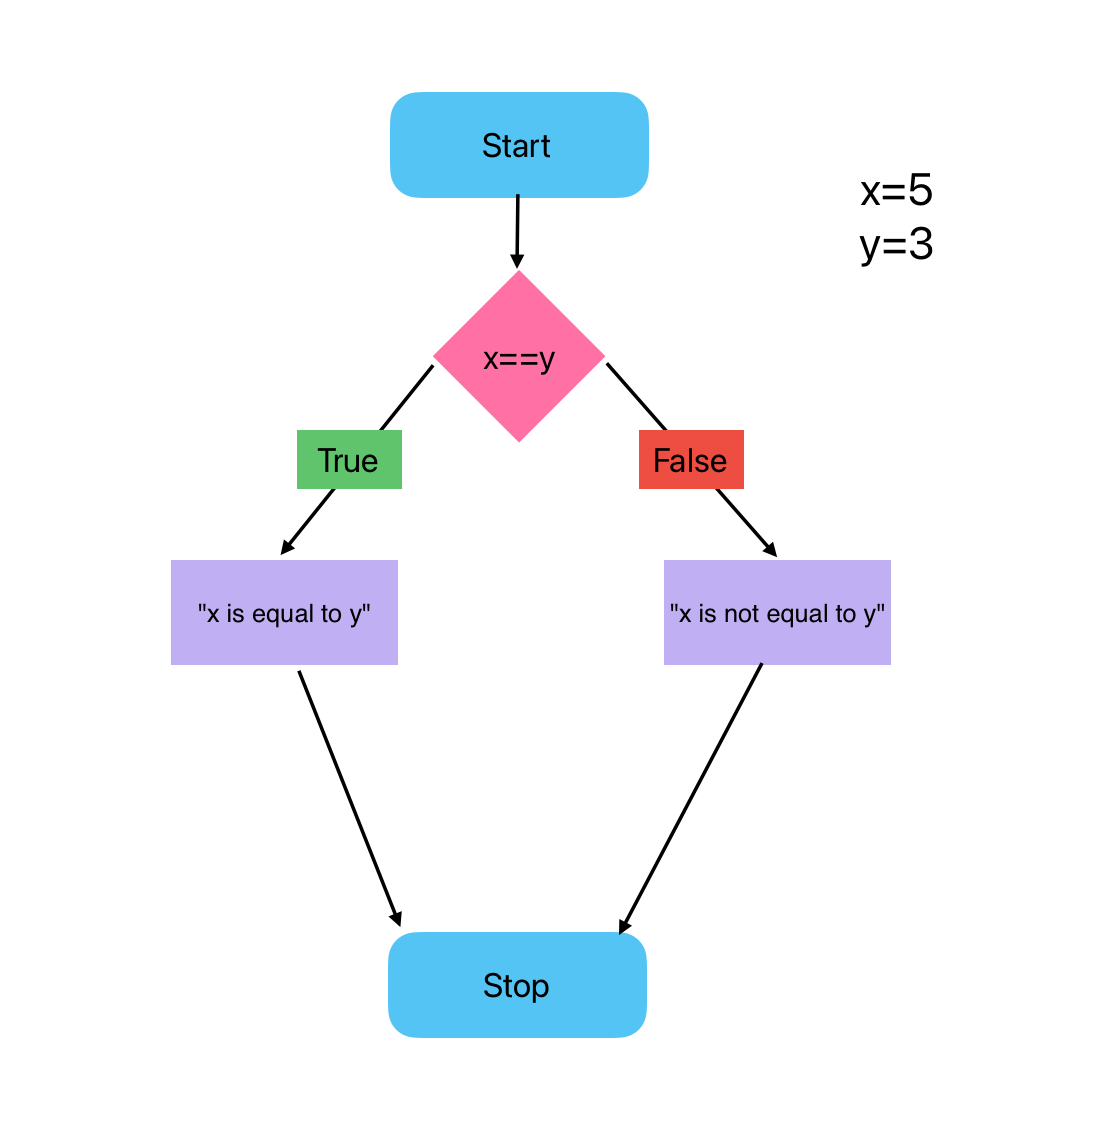 Start
x=5
y=3
x==y
True
False
"x is equal to y"
"x is not equal to y"
Stop